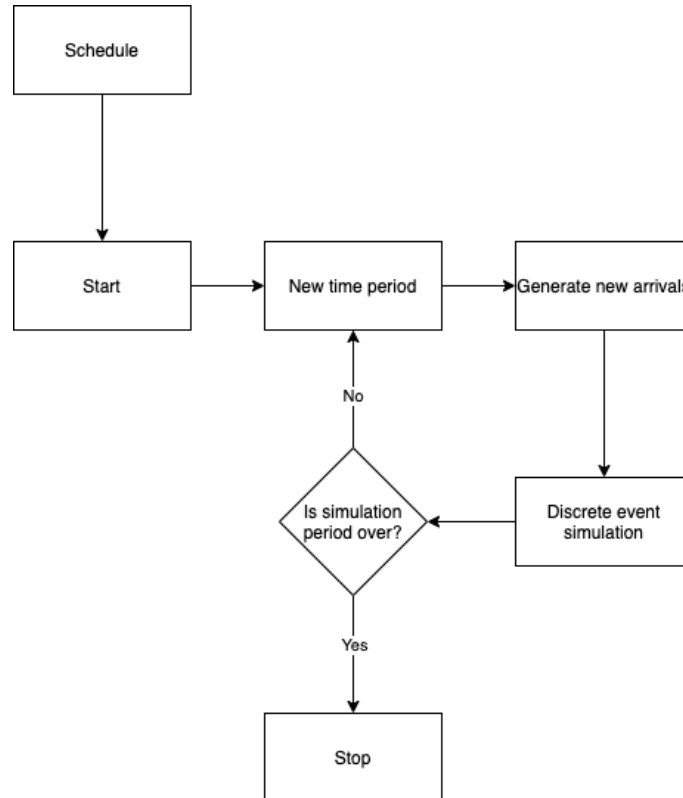 Schedule
Start
New time period
Generate new arrivals
No
Is simulation
period over?
Discrete event
simulation
Yes
Stop